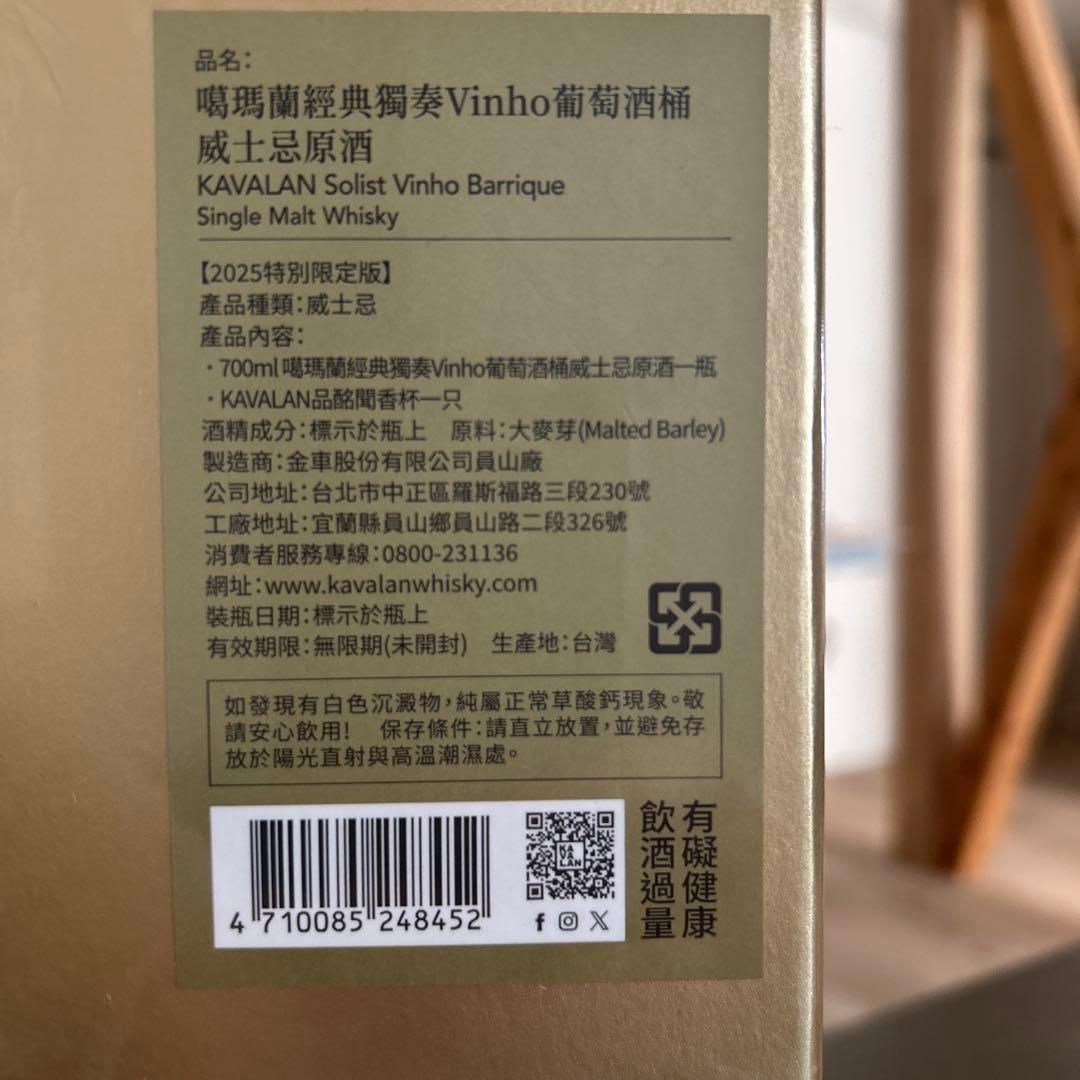 品名：
噶瑪蘭經典獨奏Vinho葡萄酒桶
威士忌原酒
KAVALAN Solist Vinho Barrique
Single Malt Whisky
【2025特別限定版】
產品種類：威士忌
產品內容：
・700ml 噶瑪蘭經典獨奏Vinho葡萄酒桶威士忌原酒一瓶
・KAVALAN品酩聞香杯一只
酒精成分：標示於瓶上　原料：大麥芽(Malted Barley)
製造商：金車股份有限公司員山廠
公司地址：台北市中正區羅斯福路三段230號
工廠地址：宜蘭縣員山鄉員山路二段326號
消費者服務專線：0800-231136
網址：www.kavalanwhisky.com
裝瓶日期：標示於瓶上
有效期限：無限期(未開封)　生產地：台灣
如發現有白色沉澱物，純屬正常草酸鈣現象。敬
請安心飲用！　保存條件：請直立放置，並避免存
放於陽光直射與高溫潮濕處。
KA
VA
LAN
4 710085 248452
飲酒過量
有礙健康